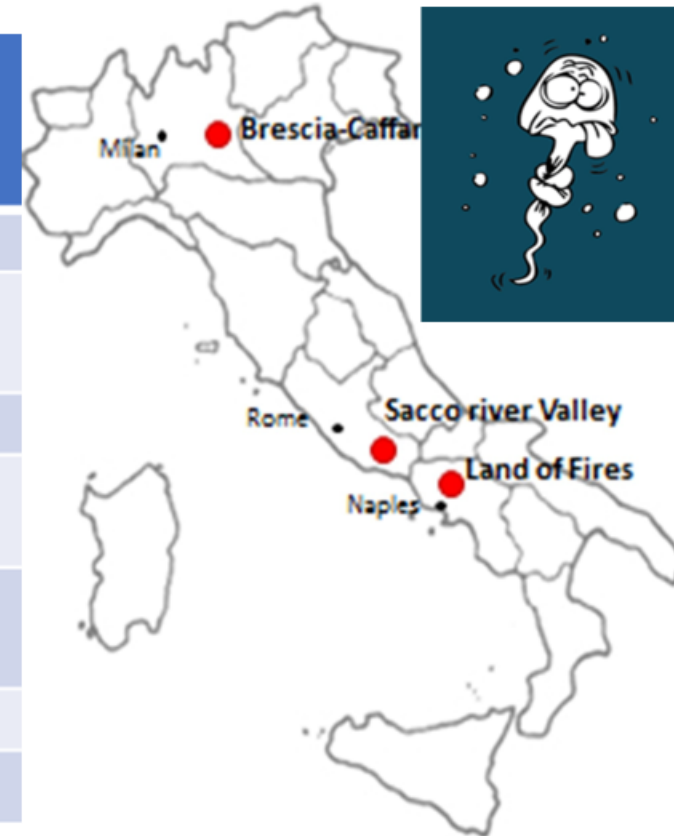 Milan
Brescia-Caffar
Rome
Sacco river Valley
Land of Fires
Naples